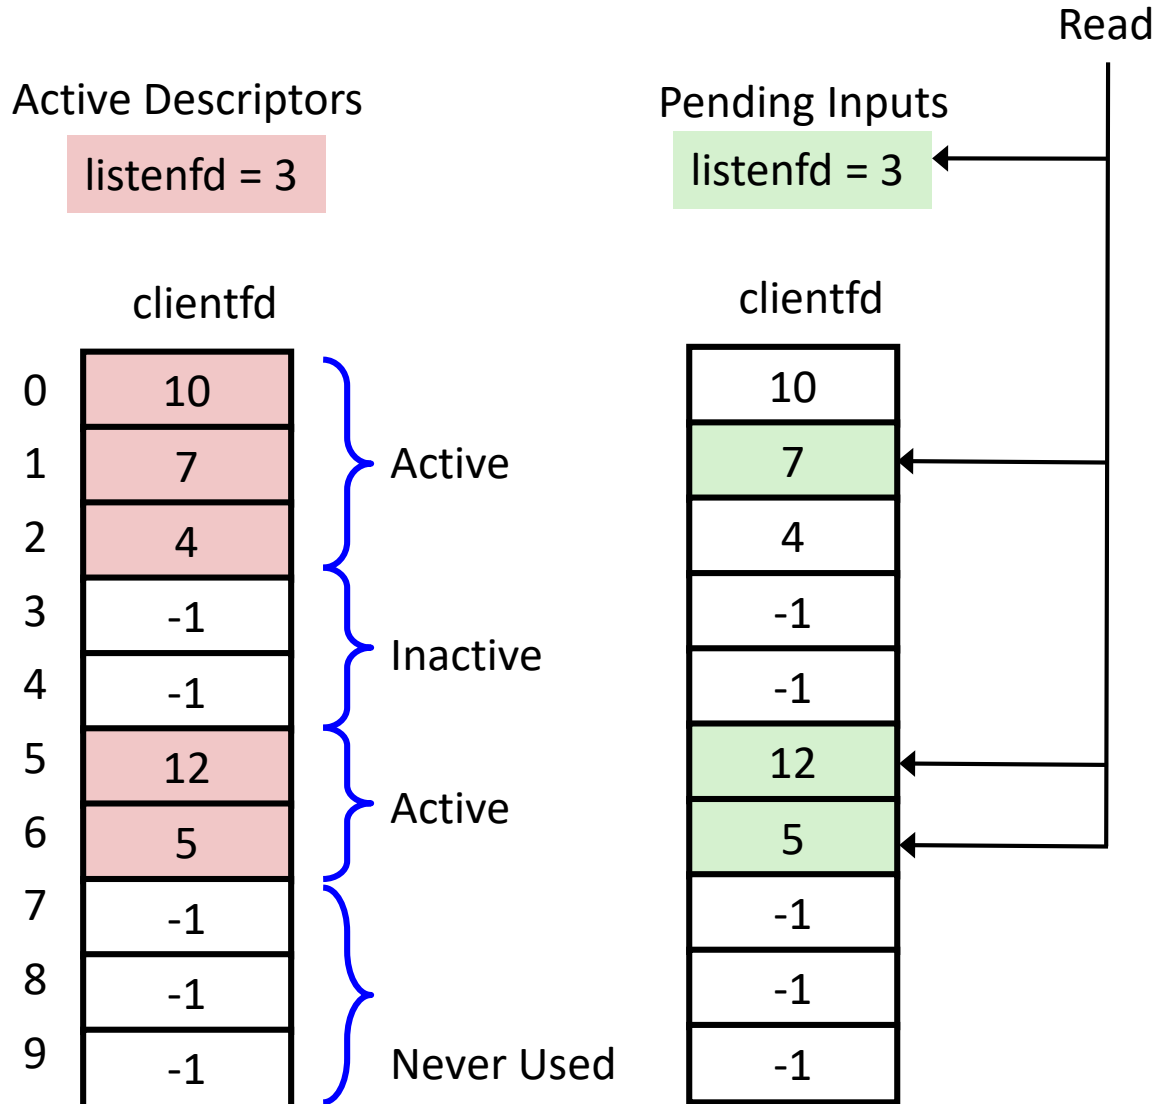 Read
Active Descriptors
Pending Inputs
listenfd = 3
listenfd = 3
clientfd
clientfd
0 10 10
1 7 Active 7
2 4 4
3 -1 -1
Inactive
4 -1 -1
5 12 12
Active
6 5 5
7 -1 -1
8 -1 -1
9 -1 Never Used -1